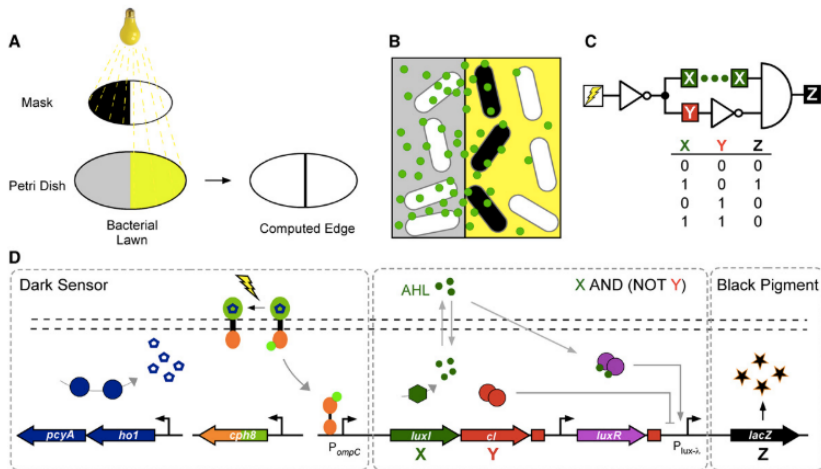 A
Mask
Petri Dish
Bacterial
Lawn
Computed Edge
B
C
X X
Y
Z
X Y Z
0 0 0
1 0 1
0 1 0
1 1 0
D
Dark Sensor
AHL
X AND (NOT Y)
Black Pigment
pcyA ho1
cph8
PompC
luxI
cI
luxR
Plux-λ
lacZ
X
Y
Z